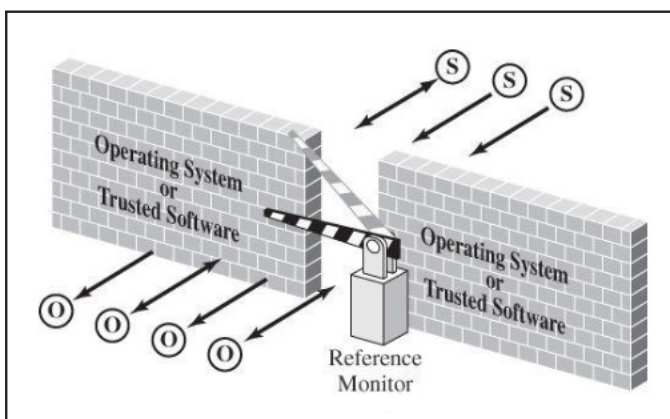 S
S
S
Operating System
or
Trusted Software
Operating System
or
Trusted Software
O
O
O
O
Reference
Monitor